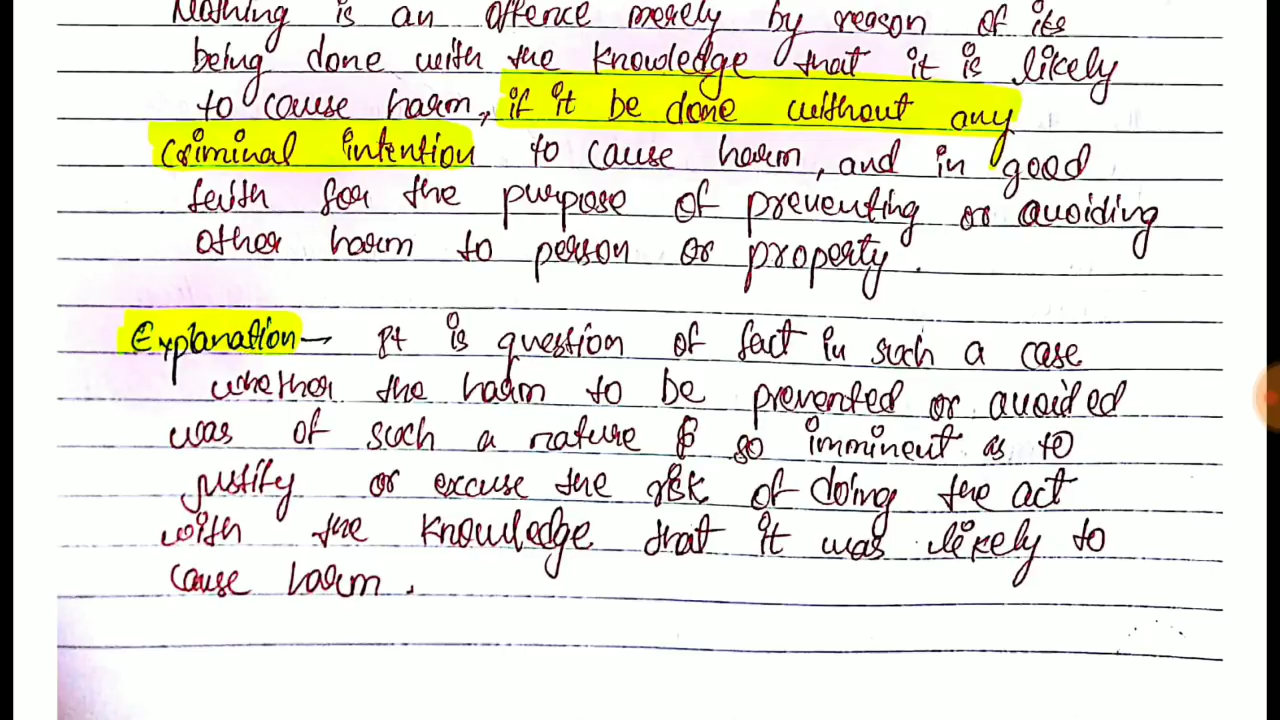 Nothing is an offence merely by reason of its
being done with the knowledge that it is likely
to cause harm, if it be done without any
criminal intention to cause harm, and in good
faith for the purpose of preventing or avoiding
other harm to person or property.
Explanation- It is question of fact in such a case
whether the harm to be prevented or avoided
was of such a nature & so imminent as to
justify or excuse the risk of doing the act
with the knowledge that it was likely to
cause harm.